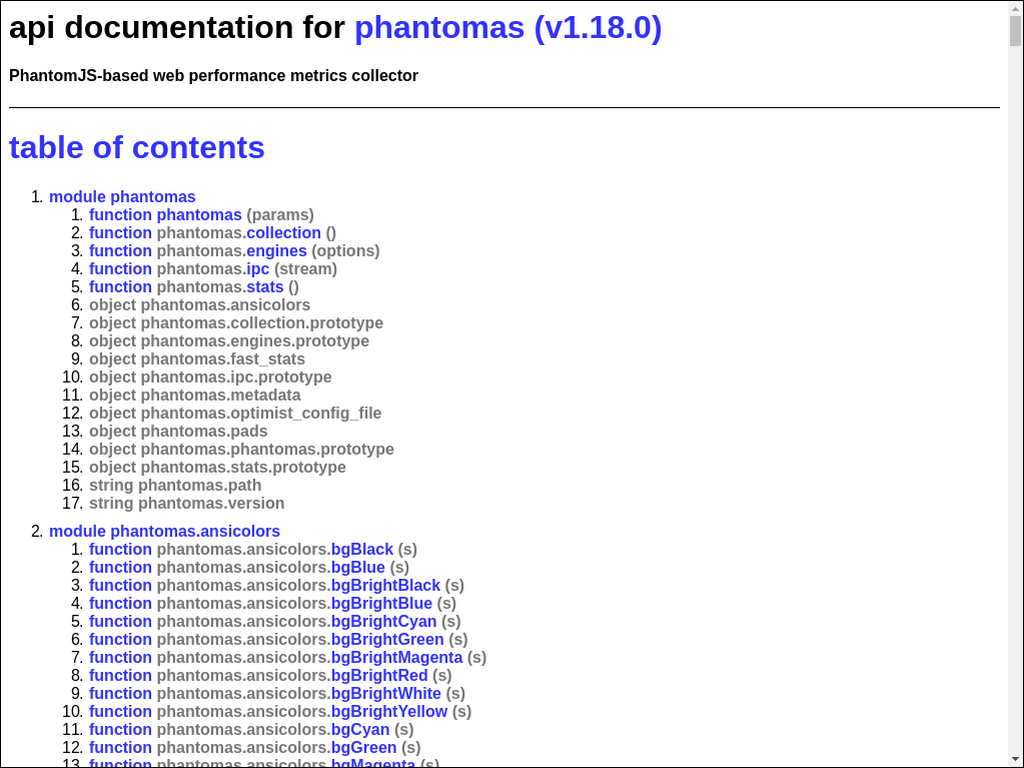 api documentation for phantomas (v1.18.0)
PhantomJS-based web performance metrics collector
table of contents
1. module phantomas
1. function phantomas (params)
2. function phantomas.collection ()
3. function phantomas.engines (options)
4. function phantomas.ipc (stream)
5. function phantomas.stats ()
6. object phantomas.ansicolors
7. object phantomas.collection.prototype
8. object phantomas.engines.prototype
9. object phantomas.fast_stats
10. object phantomas.ipc.prototype
11. object phantomas.metadata
12. object phantomas.optimist_config_file
13. object phantomas.pads
14. object phantomas.phantomas.prototype
15. object phantomas.stats.prototype
16. string phantomas.path
17. string phantomas.version
2. module phantomas.ansicolors
1. function phantomas.ansicolors.bgBlack (s)
2. function phantomas.ansicolors.bgBlue (s)
3. function phantomas.ansicolors.bgBrightBlack (s)
4. function phantomas.ansicolors.bgBrightBlue (s)
5. function phantomas.ansicolors.bgBrightCyan (s)
6. function phantomas.ansicolors.bgBrightGreen (s)
7. function phantomas.ansicolors.bgBrightMagenta (s)
8. function phantomas.ansicolors.bgBrightRed (s)
9. function phantomas.ansicolors.bgBrightWhite (s)
10. function phantomas.ansicolors.bgBrightYellow (s)
11. function phantomas.ansicolors.bgCyan (s)
12. function phantomas.ansicolors.bgGreen (s)
13. function phantomas.ansicolors.bgMagenta (s)